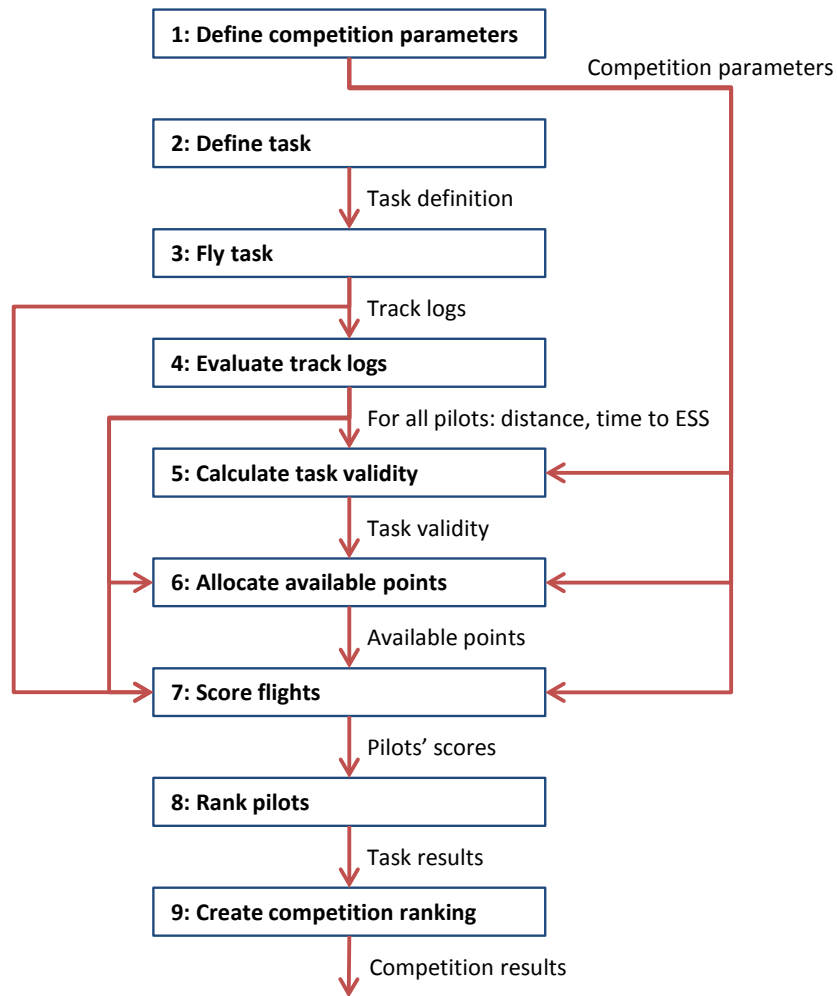 1: Define competition parameters
Competition parameters
2: Define task
Task definition
3: Fly task
Track logs
4: Evaluate track logs
For all pilots: distance, time to ESS
5: Calculate task validity
Task validity
6: Allocate available points
Available points
7: Score flights
Pilots’ scores
8: Rank pilots
Task results
9: Create competition ranking
Competition results